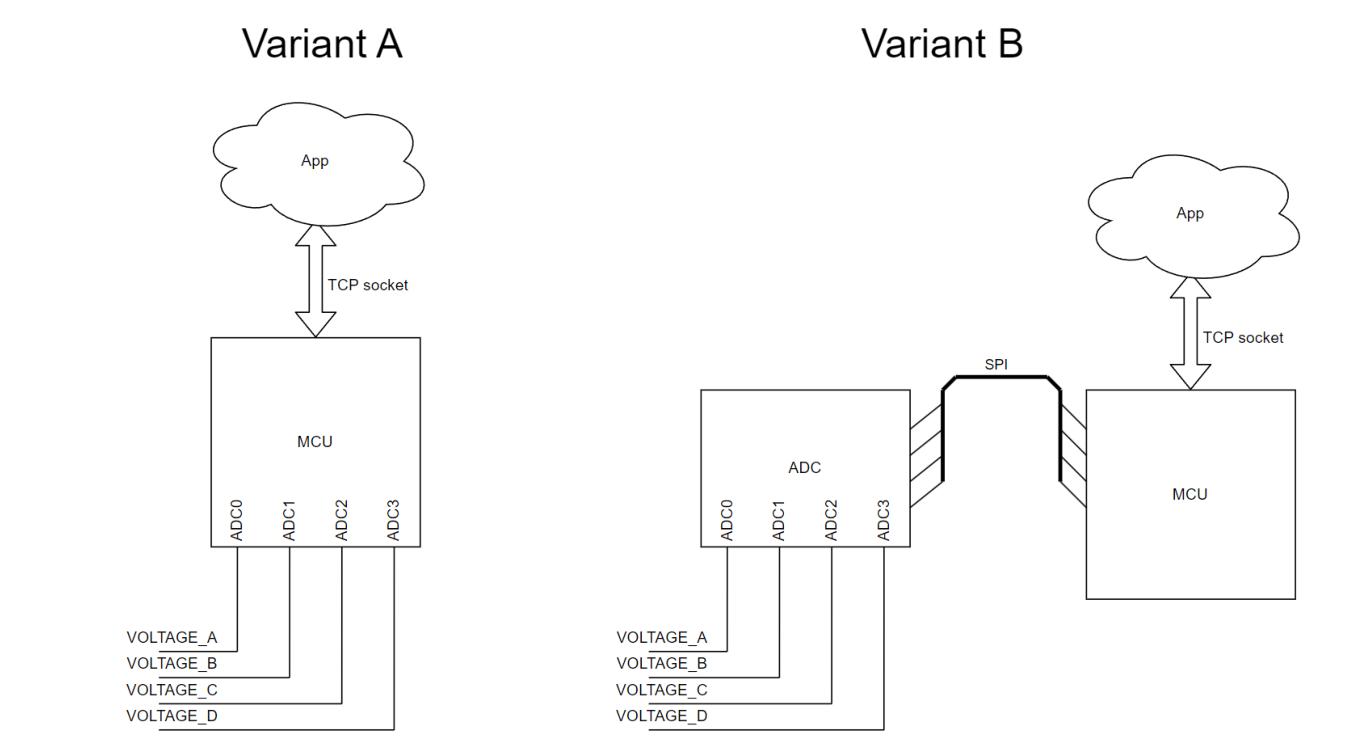 Variant A
App
TCP socket
MCU
ADC0
ADC1
ADC2
ADC3
VOLTAGE_A
VOLTAGE_B
VOLTAGE_C
VOLTAGE_D
Variant B
App
TCP socket
SPI
ADC
MCU
ADC0
ADC1
ADC2
ADC3
VOLTAGE_A
VOLTAGE_B
VOLTAGE_C
VOLTAGE_D